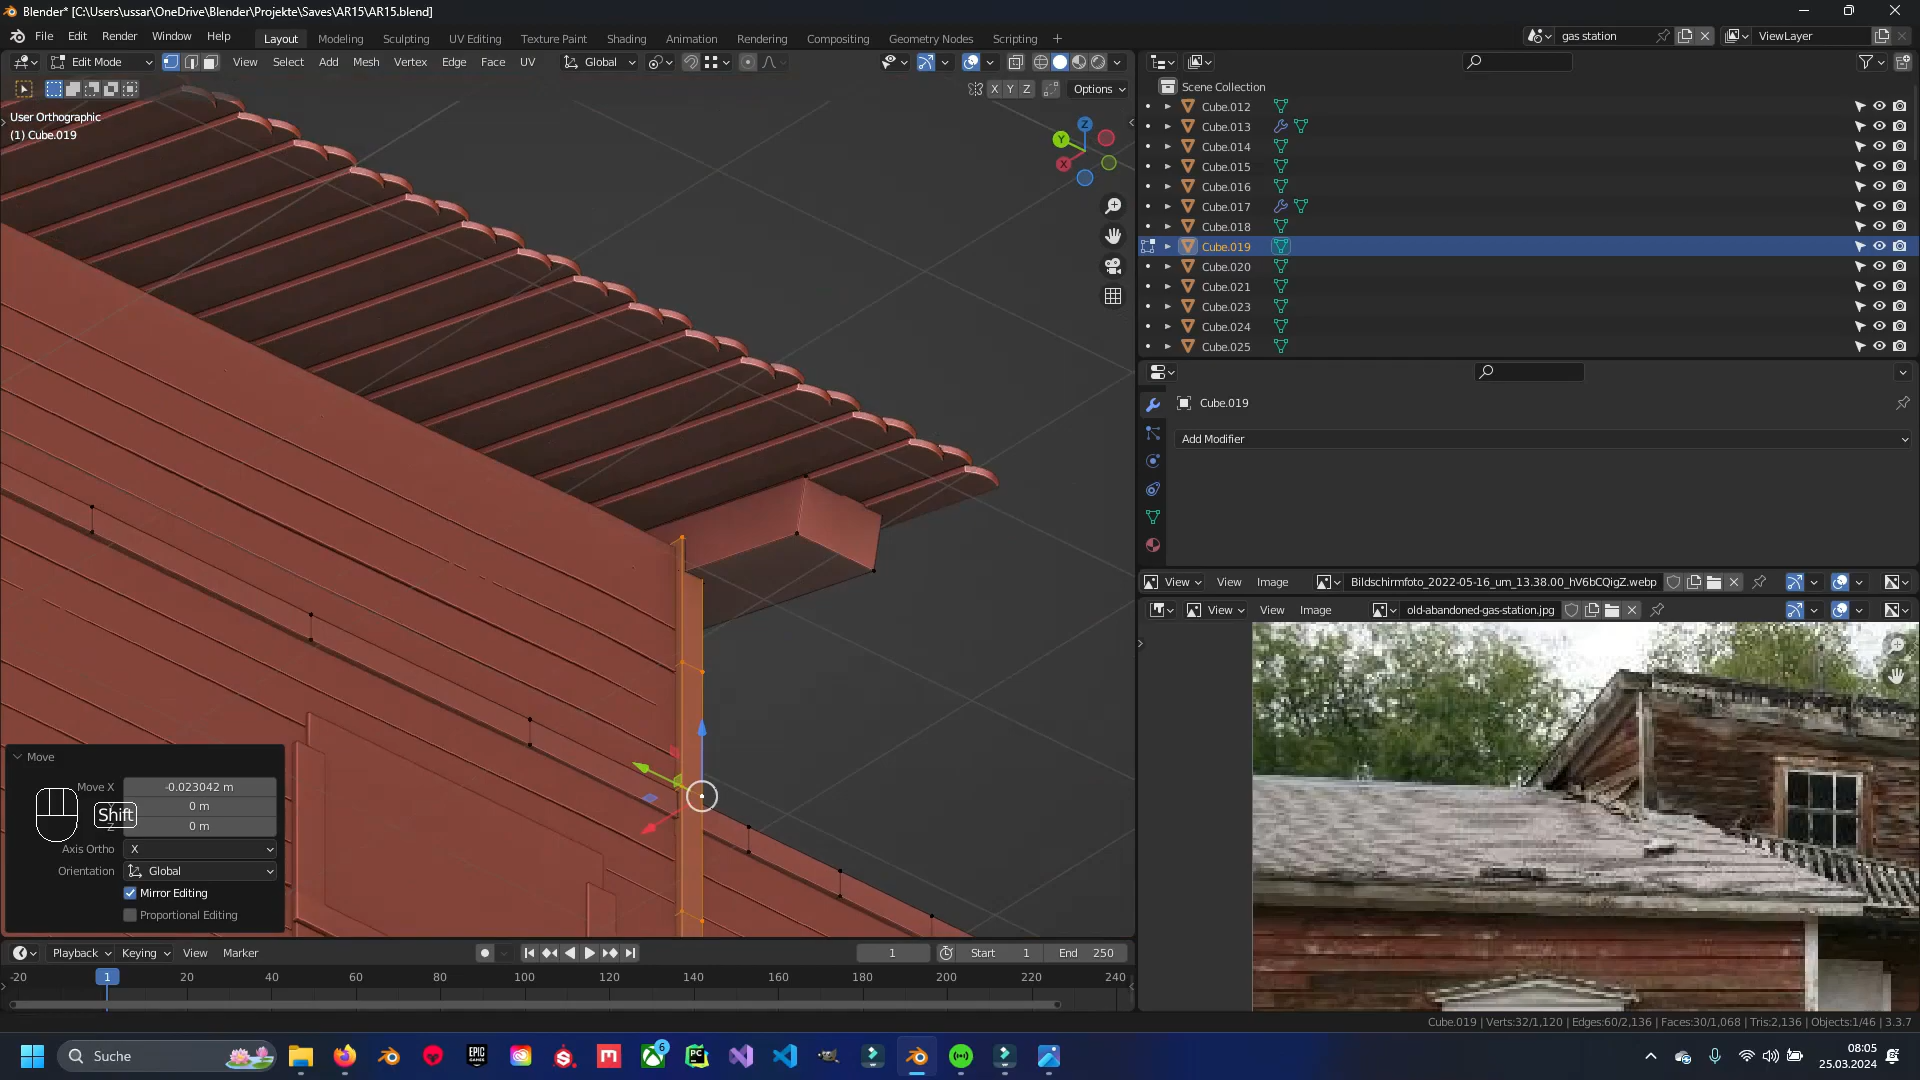 Blender* [C:\Users\ussar\OneDrive\Blender\Projekte\Saves\AR15\AR15.blend]
File Edit Render Window Help
Layout Modeling Sculpting UV Editing Texture Paint Shading Animation Rendering Compositing Geometry Nodes Scripting
gas station
ViewLayer
Edit Mode View Select Add Mesh Vertex Edge Face UV Global
X Y Z Options
User Orthographic
(1) Cube.019
Z
Y
X
Scene Collection
Cube.012
Cube.013
Cube.014
Cube.015
Cube.016
Cube.017
Cube.018
Cube.019
Cube.020
Cube.021
Cube.023
Cube.024
Cube.025
Cube.019
Add Modifier
View View Image Bildschirmfoto_2022-05-16_um_13.38.00_hV6bCQigZ.webp
View View Image old-abandoned-gas-station.jpg
Move
Move X -0.023042 m
0 m
Z 0 m
Shift
Axis Ortho X
Orientation Global
Mirror Editing
Proportional Editing
Playback Keying View Marker
1 Start 1 End 250
-20 1 20 40 60 80 100 120 140 160 180 200 220 240
Cube.019 | Verts:32/1,120 | Edges:60/2,136 | Faces:30/1,068 | Tris:2,136 | Objects:1/46 | 3.3.7
Suche
EPIC GAMES
6
PC
08:05
25.03.2024